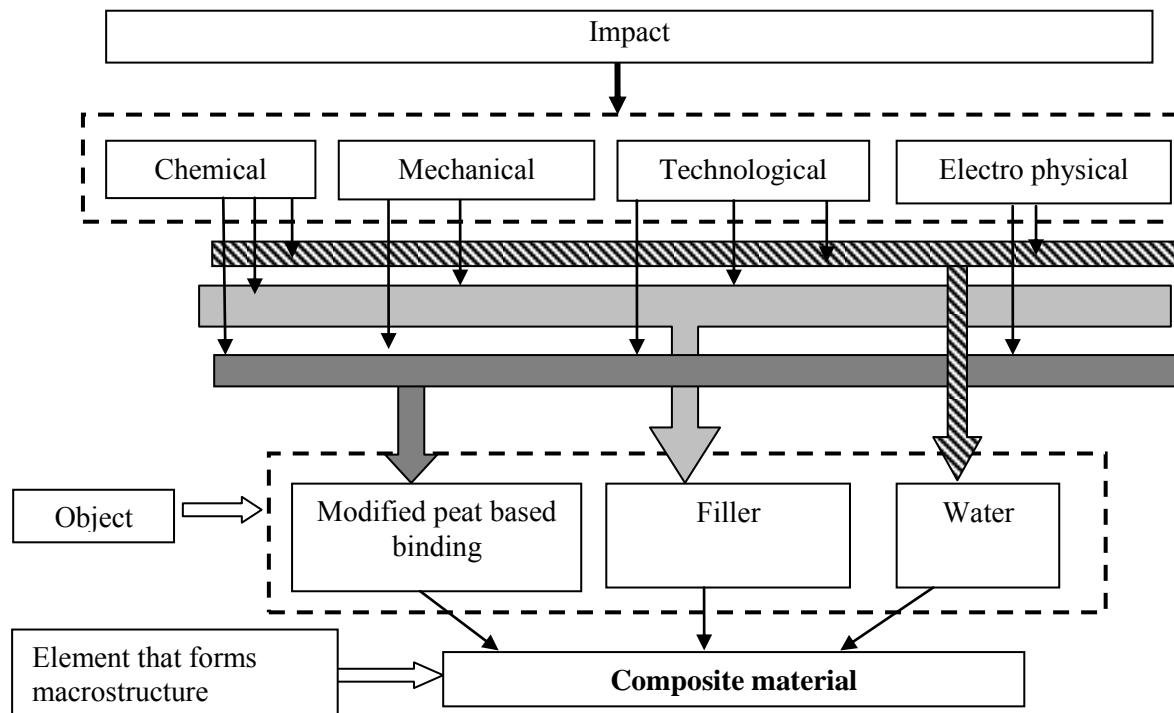 Impact
Chemical
Mechanical
Technological
Electro physical
Object
Modified peat based
binding
Filler
Water
Element that forms
macrostructure
Composite material